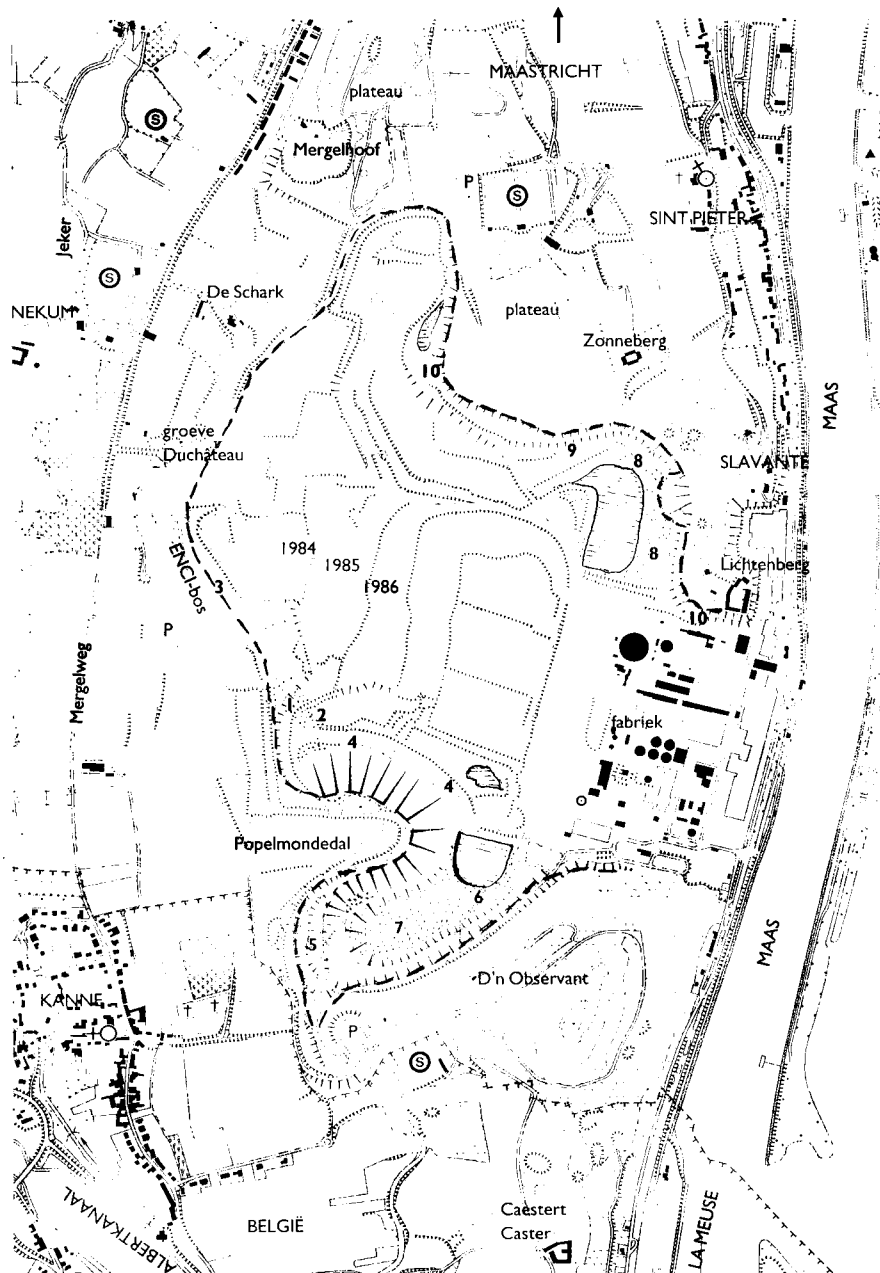 MAASTRICHT
plateau
S
Mergelhoof
P
S
SINT PIETER
Jeker
S
De Schark
NEKUM
plateau
Zonneberg
10
MAAS
groeve
Duchâteau
9
8
SLAVANTE
1984
1985
1986
ENCI-bos
3
8
Lichtenberg
10
P
Mergelweg
1
2
fabriek
4
4
Popelmondedal
6
7
5
MAAS
D'n Observant
KANNE
P
S
ALBERTKANAAL
BELGIË
Caestert
Caster
LA MEUSE